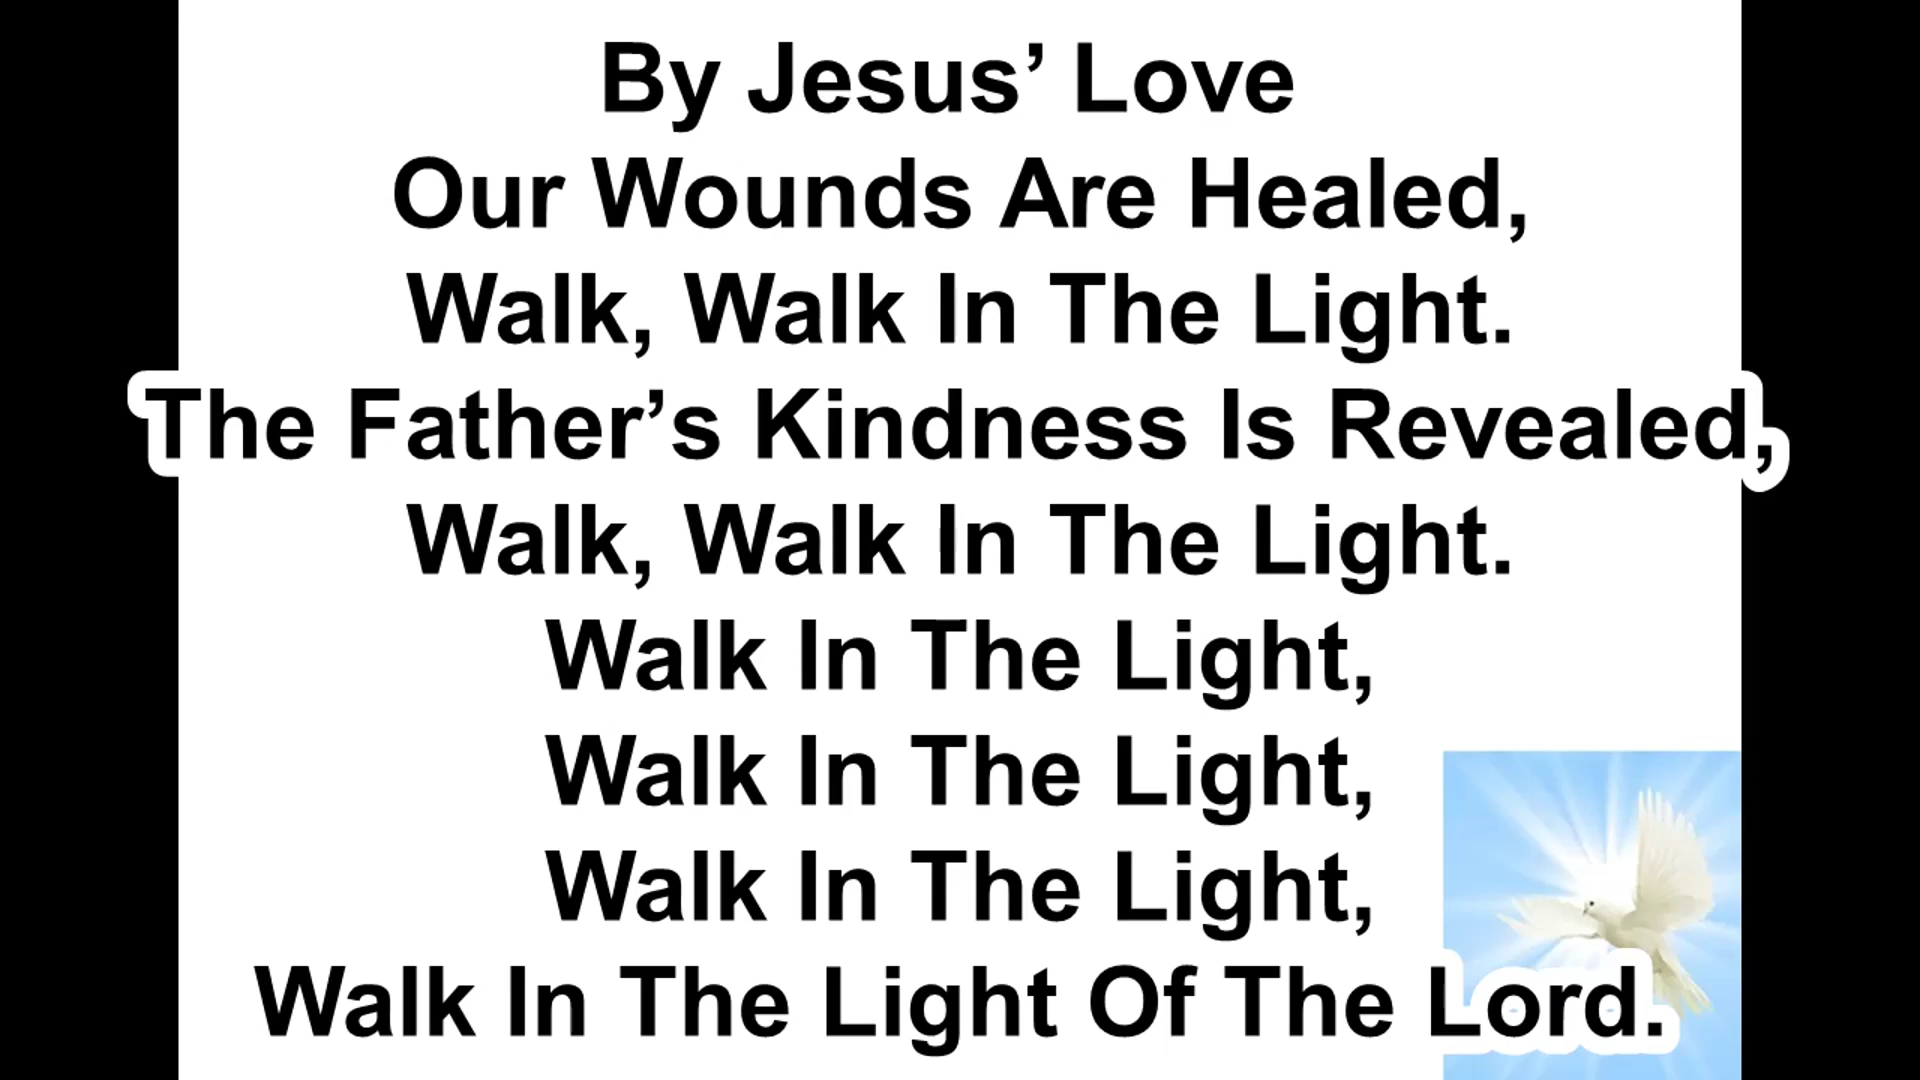 By Jesus’ Love
Our Wounds Are Healed,
Walk, Walk In The Light.
The Father’s Kindness Is Revealed,
Walk, Walk In The Light.
Walk In The Light,
Walk In The Light,
Walk In The Light,
Walk In The Light Of The Lord.